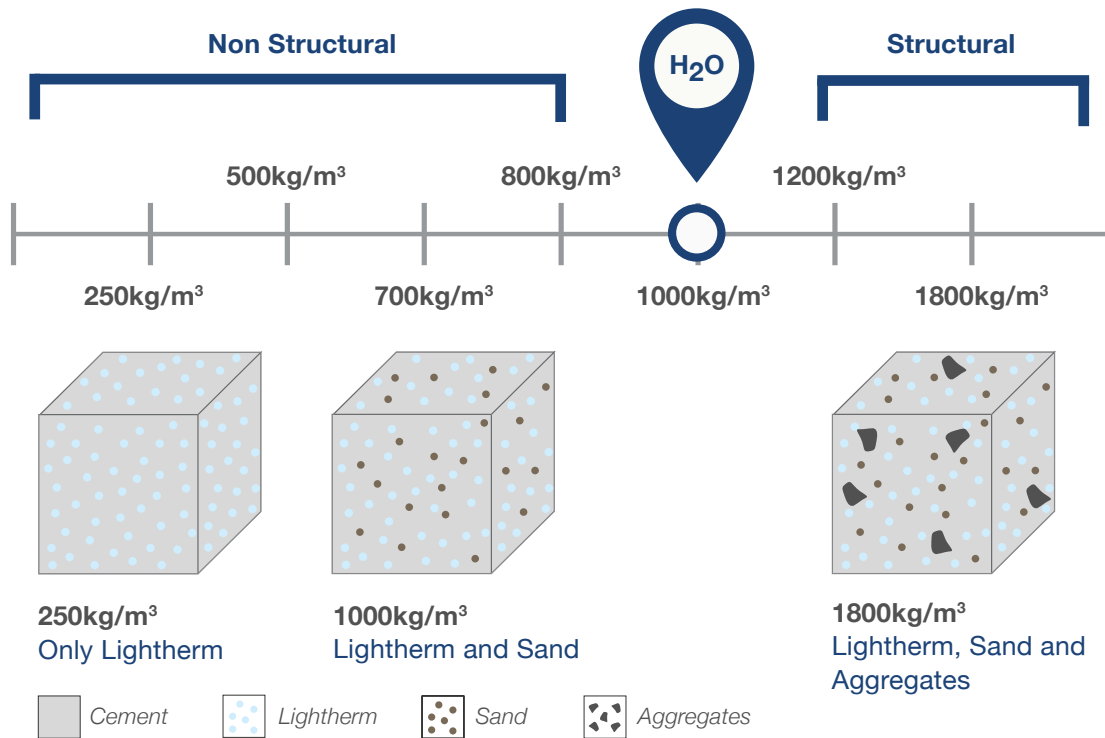 Non Structural
H₂O
Structural
500kg/m³
800kg/m³
1200kg/m³
250kg/m³
700kg/m³
1000kg/m³
1800kg/m³
250kg/m³
Only Lightherm
1000kg/m³
Lightherm and Sand
1800kg/m³
Lightherm, Sand and
Aggregates
Cement
Lightherm
Sand
Aggregates